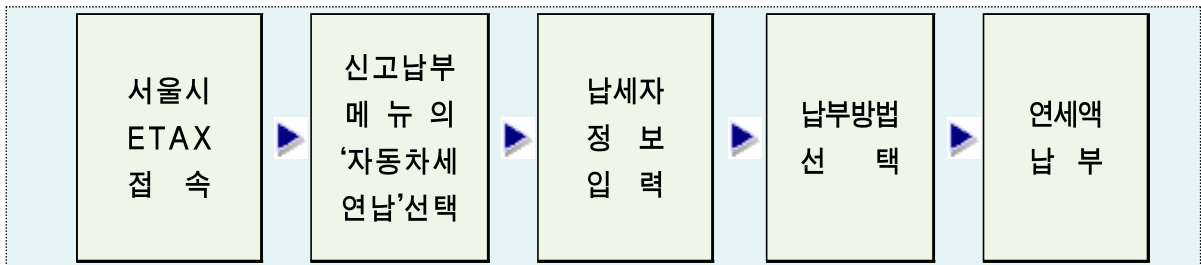 서울시
ETAX
접 속
신고납부
메 뉴 의
‘자동차세
연납’선택
납세자
정 보
입 력
납부방법
선 택
연세액
납 부